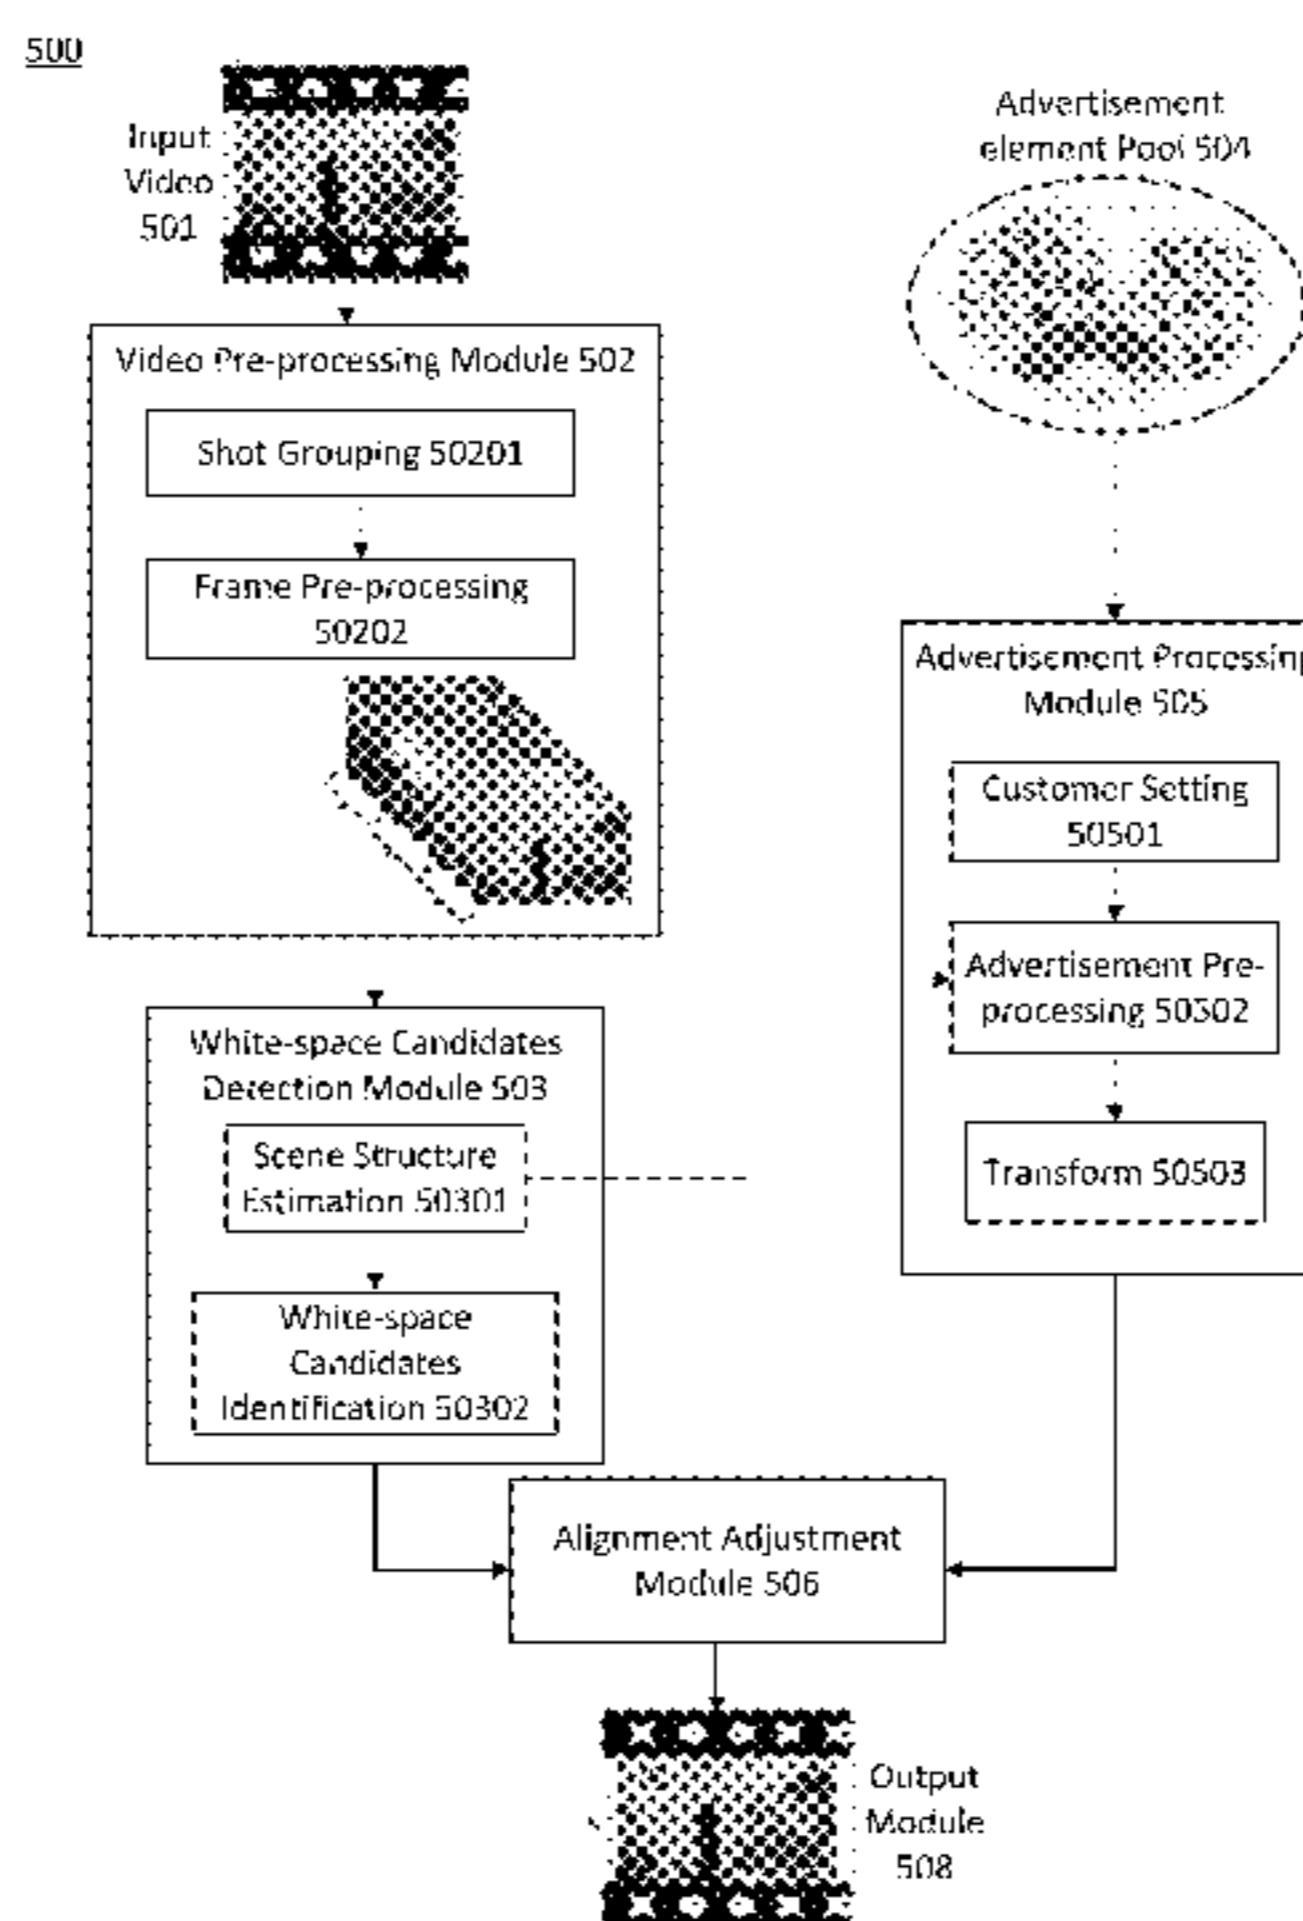 500
Input
Video
501
Video Pre-processing Module 502
Shot Grouping 50201
Frame Pre-processing
50202
White-space Candidates
Detection Module 503
Scene Structure
Estimation 50301
White-space
Candidates
Identification 50302
Advertisement
element Pool 504
Advertisement Processing
Module 505
Customer Setting
50501
Advertisement Pre-
processing 50502
Transform 50503
Alignment Adjustment
Module 506
Output
Module
508